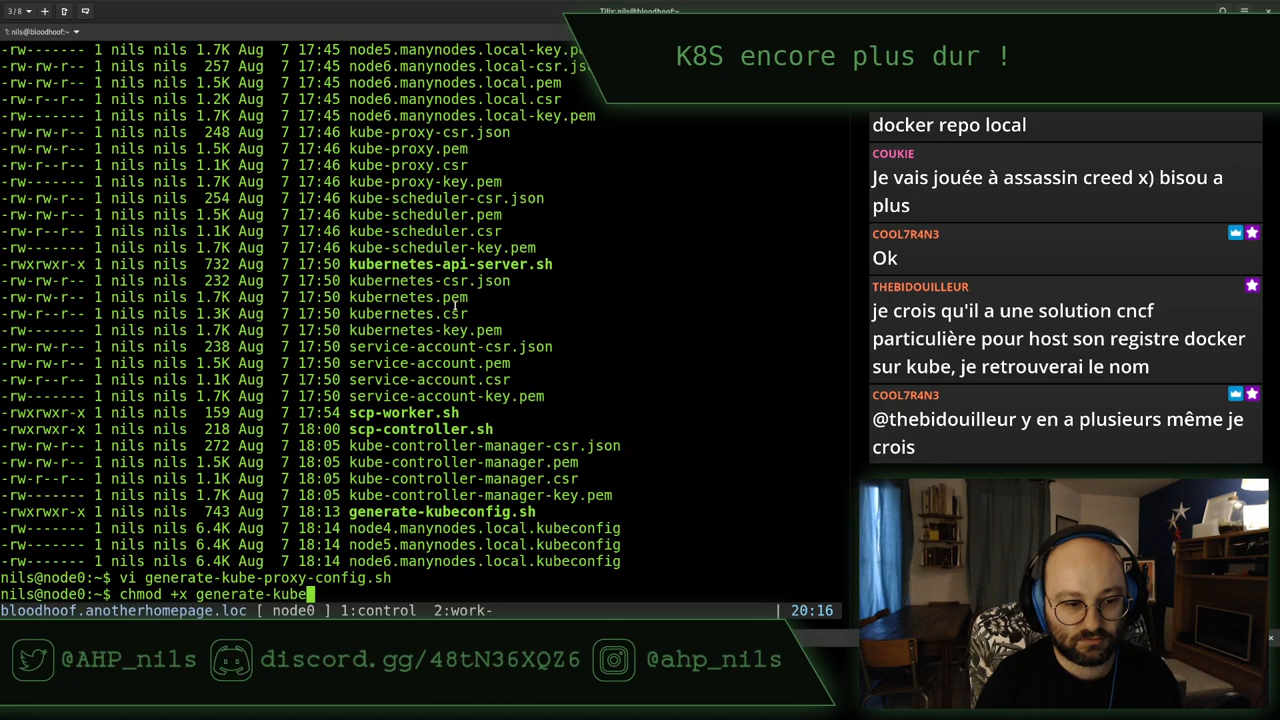 3/8
Tilix: nils@bloodhoof:~
1: nils@bloodhoof:~
K8S encore plus dur !
-rw------- 1 nils nils 1.7K Aug  7 17:45 node5.manynodes.local-key.pe
-rw-rw-r-- 1 nils nils  257 Aug  7 17:45 node6.manynodes.local-csr.js
-rw-rw-r-- 1 nils nils 1.5K Aug  7 17:45 node6.manynodes.local.pem
-rw-r--r-- 1 nils nils 1.2K Aug  7 17:45 node6.manynodes.local.csr
-rw------- 1 nils nils 1.7K Aug  7 17:45 node6.manynodes.local-key.pem
-rw-rw-r-- 1 nils nils  248 Aug  7 17:46 kube-proxy-csr.json
-rw-rw-r-- 1 nils nils 1.5K Aug  7 17:46 kube-proxy.pem
-rw-r--r-- 1 nils nils 1.1K Aug  7 17:46 kube-proxy.csr
-rw------- 1 nils nils 1.7K Aug  7 17:46 kube-proxy-key.pem
-rw-rw-r-- 1 nils nils  254 Aug  7 17:46 kube-scheduler-csr.json
-rw-rw-r-- 1 nils nils 1.5K Aug  7 17:46 kube-scheduler.pem
-rw-r--r-- 1 nils nils 1.1K Aug  7 17:46 kube-scheduler.csr
-rw------- 1 nils nils 1.7K Aug  7 17:46 kube-scheduler-key.pem
-rwxrwxr-x 1 nils nils  732 Aug  7 17:50 kubernetes-api-server.sh
-rw-rw-r-- 1 nils nils  232 Aug  7 17:50 kubernetes-csr.json
-rw-rw-r-- 1 nils nils 1.7K Aug  7 17:50 kubernetes.pem
-rw-r--r-- 1 nils nils 1.3K Aug  7 17:50 kubernetes.csr
-rw------- 1 nils nils 1.7K Aug  7 17:50 kubernetes-key.pem
-rw-rw-r-- 1 nils nils  238 Aug  7 17:50 service-account-csr.json
-rw-rw-r-- 1 nils nils 1.5K Aug  7 17:50 service-account.pem
-rw-r--r-- 1 nils nils 1.1K Aug  7 17:50 service-account.csr
-rw------- 1 nils nils 1.7K Aug  7 17:50 service-account-key.pem
-rwxrwxr-x 1 nils nils  159 Aug  7 17:54 scp-worker.sh
-rwxrwxr-x 1 nils nils  218 Aug  7 18:00 scp-controller.sh
-rw-rw-r-- 1 nils nils  272 Aug  7 18:05 kube-controller-manager-csr.json
-rw-rw-r-- 1 nils nils 1.5K Aug  7 18:05 kube-controller-manager.pem
-rw-r--r-- 1 nils nils 1.1K Aug  7 18:05 kube-controller-manager.csr
-rw------- 1 nils nils 1.7K Aug  7 18:05 kube-controller-manager-key.pem
-rwxrwxr-x 1 nils nils  743 Aug  7 18:13 generate-kubeconfig.sh
-rw------- 1 nils nils 6.4K Aug  7 18:14 node4.manynodes.local.kubeconfig
-rw------- 1 nils nils 6.4K Aug  7 18:14 node5.manynodes.local.kubeconfig
-rw------- 1 nils nils 6.4K Aug  7 18:14 node6.manynodes.local.kubeconfig
nils@node0:~$ vi generate-kube-proxy-config.sh
nils@node0:~$ chmod +x generate-kube
bloodhoof.anotherhomepage.loc [ node0 ] 1:control  2:work- | 20:16
docker repo local
COUKIE
Je vais jouée à assassin creed x) bisou a
plus
COOL7R4N3
Ok
THEBIDOUILLEUR
je crois qu'il a une solution cncf
particulière pour host son registre docker
sur kube, je retrouverai le nom
COOL7R4N3
@thebidouilleur y en a plusieurs même je
crois
@AHP_nils discord.gg/48tN36XQZ6 @ahp_nils